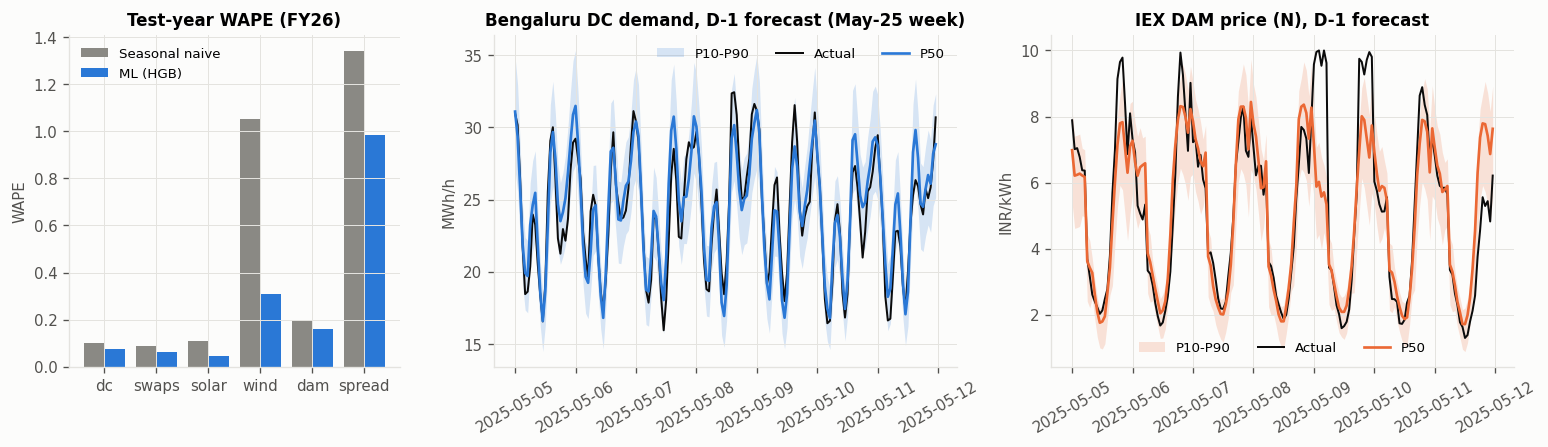 Test-year WAPE (FY26)
WAPE
1.4
1.2
1.0
0.8
0.6
0.4
0.2
0.0
Seasonal naive
ML (HGB)
dc swaps solar wind dam spread
Bengaluru DC demand, D-1 forecast (May-25 week)
MWh/h
35
30
25
20
15
P10-P90 Actual P50
2025-05-05 2025-05-06 2025-05-07 2025-05-08 2025-05-09 2025-05-10 2025-05-11 2025-05-12
IEX DAM price (N), D-1 forecast
INR/kWh
10
8
6
4
2
P10-P90 Actual P50
2025-05-05 2025-05-06 2025-05-07 2025-05-08 2025-05-09 2025-05-10 2025-05-11 2025-05-12